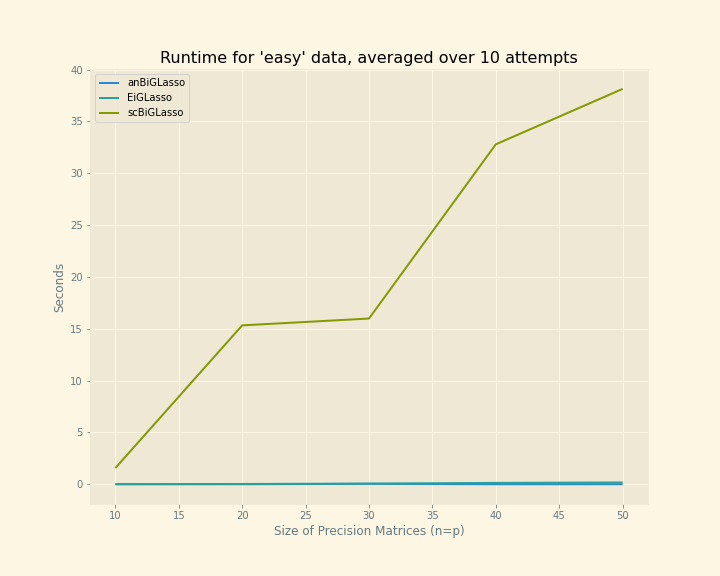 Runtime for 'easy' data, averaged over 10 attempts
anBiGLasso
EiGLasso
scBiGLasso
40
35
30
25
20
15
10
5
0
Seconds
10 15 20 25 30 35 40 45 50
Size of Precision Matrices (n=p)